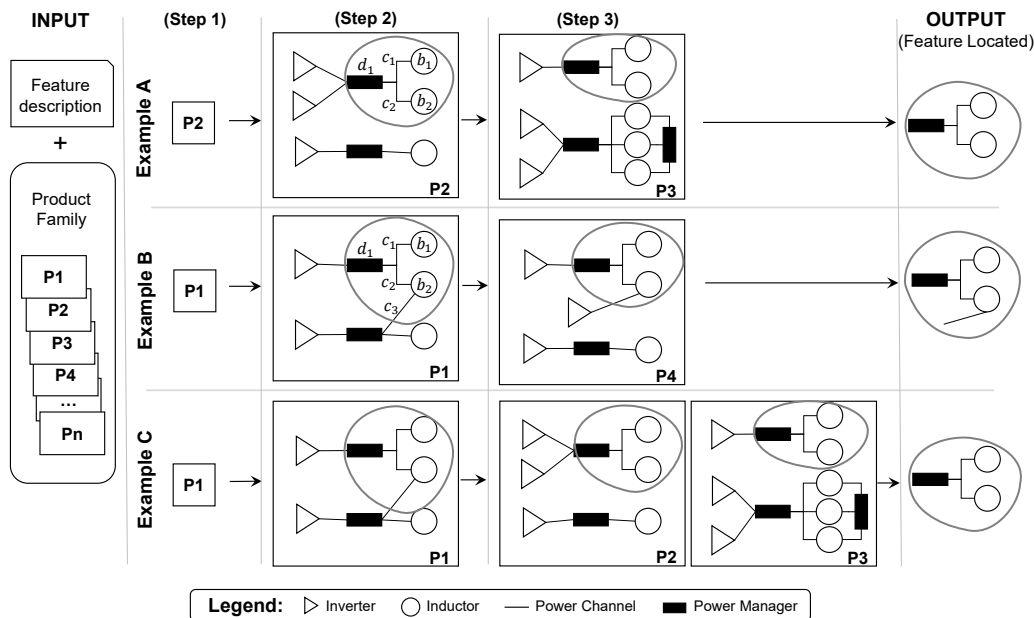 INPUT
(Step 1)
(Step 2)
(Step 3)
OUTPUT
(Feature Located)
Feature
description
+
Product
Family
P1
P2
P3
P4
...
Pn
Example A
P2
d₁
c₁
b₁
c₂
b₂
P2
P3
Example B
P1
d₁
c₁
b₁
c₂
b₂
c₃
P1
P4
Example C
P1
P1
P2
P3
Legend: Inverter Inductor Power Channel Power Manager